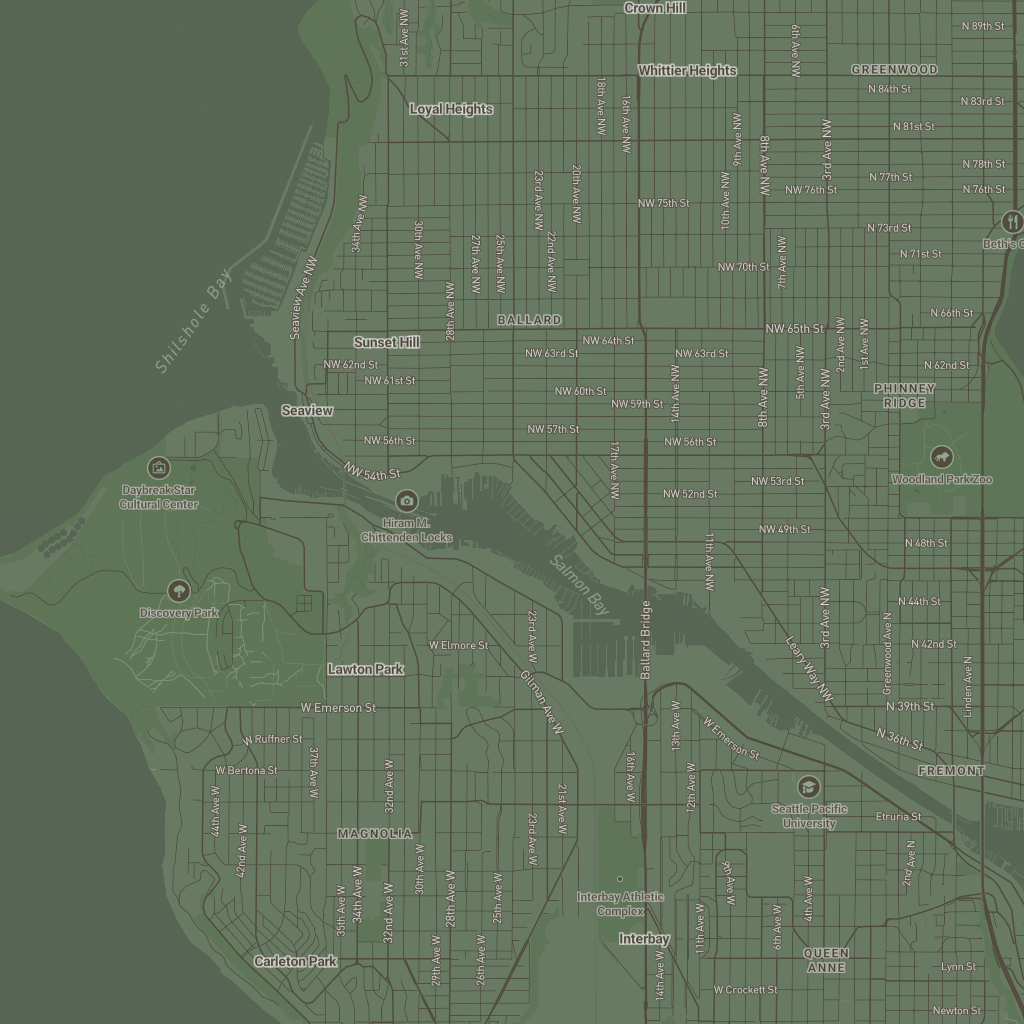 Crown Hill
31st Ave NW
6th Ave NW
N 89th St
Whittier Heights
GREENWOOD
18th Ave NW
16th Ave NW
N 84th St
N 83rd St
Loyal Heights
9th Ave NW
8th Ave NW
3rd Ave NW
N 81st St
N 78th St
23rd Ave NW
20th Ave NW
10th Ave NW
NW 76th St
N 77th St
N 76th St
34th Ave NW
NW 75th St
30th Ave NW
27th Ave NW
25th Ave NW
22nd Ave NW
7th Ave NW
N 73rd St
Beth's C
N 71st St
NW 70th St
Shilshole Bay
Seaview Ave NW
28th Ave NW
BALLARD
N 66th St
NW 65th St
2nd Ave NW
1st Ave NW
Sunset Hill
NW 64th St
NW 63rd St
NW 63rd St
NW 62nd St
N 62nd St
5th Ave NW
NW 61st St
14th Ave NW
8th Ave NW
3rd Ave NW
NW 60th St
PHINNEY
RIDGE
NW 59th St
Seaview
NW 57th St
NW 56th St
NW 56th St
17th Ave NW
NW 54th St
NW 53rd St
Woodland Park Zoo
Daybreak Star
Cultural Center
NW 52nd St
Hiram M.
Chittenden Locks
NW 49th St
N 48th St
11th Ave NW
Salmon Bay
Discovery Park
N 44th St
3rd Ave NW
Ballard Bridge
23rd Ave W
W Elmore St
Greenwood Ave N
N 42nd St
Leary Way NW
Linden Ave N
Lawton Park
Gilman Ave W
W Emerson St
N 39th St
13th Ave W
W Emerson St
N 36th St
W Ruffner St
37th Ave W
W Bertona St
16th Ave W
12th Ave W
FREMONT
32nd Ave W
44th Ave W
21st Ave W
Seattle Pacific
University
Etruria St
MAGNOLIA
42nd Ave W
23rd Ave W
30th Ave W
2nd Ave N
35th Ave W
34th Ave W
32nd Ave W
28th Ave W
25th Ave W
9th Ave W
4th Ave W
Interbay Athletic
Complex
11th Ave W
6th Ave W
Interbay
29th Ave W
26th Ave W
QUEEN
ANNE
Carleton Park
14th Ave W
Lynn St
W Crockett St
Newton St